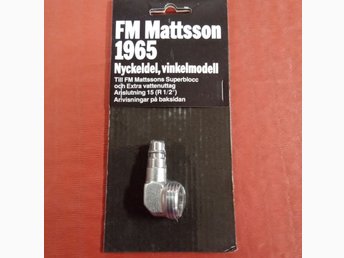 FM Mattsson
1965
Nyckeldel, vinkelmodell
Till FM Mattssons Superblocc
och Extra vattenuttag
Anslutning 15 (R 1/2")
Anvisningar på baksidan